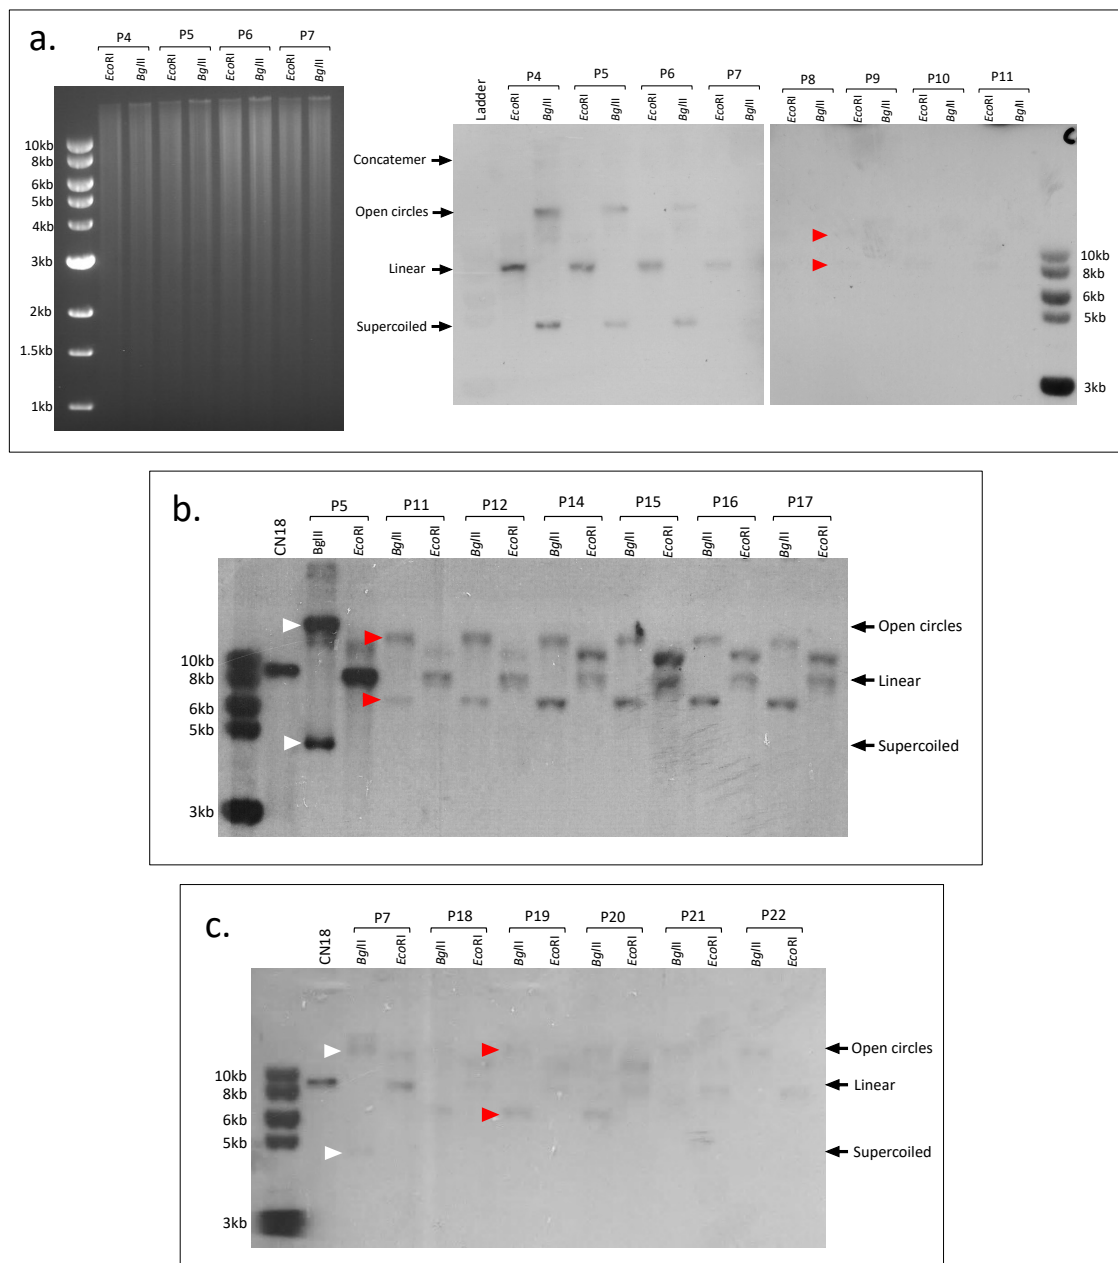 a.
P4 P5 P6 P7
EcoRI BglII EcoRI BglII EcoRI BglII EcoRI BglII
10kb
8kb
6kb
5kb
4kb
3kb
2kb
1.5kb
1kb
Ladder
P4 P5 P6 P7
EcoRI BglII EcoRI BglII EcoRI BglII EcoRI BglII
P8 P9 P10 P11
EcoRI BglII EcoRI BglII EcoRI BglII EcoRI BglII
Concatemer
Open circles
Linear
Supercoiled
10kb
8kb
6kb
5kb
3kb
b.
CN18
P5 P11 P12 P14 P15 P16 P17
BglII EcoRI BglII EcoRI BglII EcoRI BglII EcoRI BglII EcoRI BglII EcoRI BglII EcoRI
10kb
8kb
6kb
5kb
3kb
Open circles
Linear
Supercoiled
c.
CN18
P7 P18 P19 P20 P21 P22
BglII EcoRI BglII EcoRI BglII EcoRI BglII EcoRI BglII EcoRI BglII EcoRI
10kb
8kb
6kb
5kb
3kb
Open circles
Linear
Supercoiled